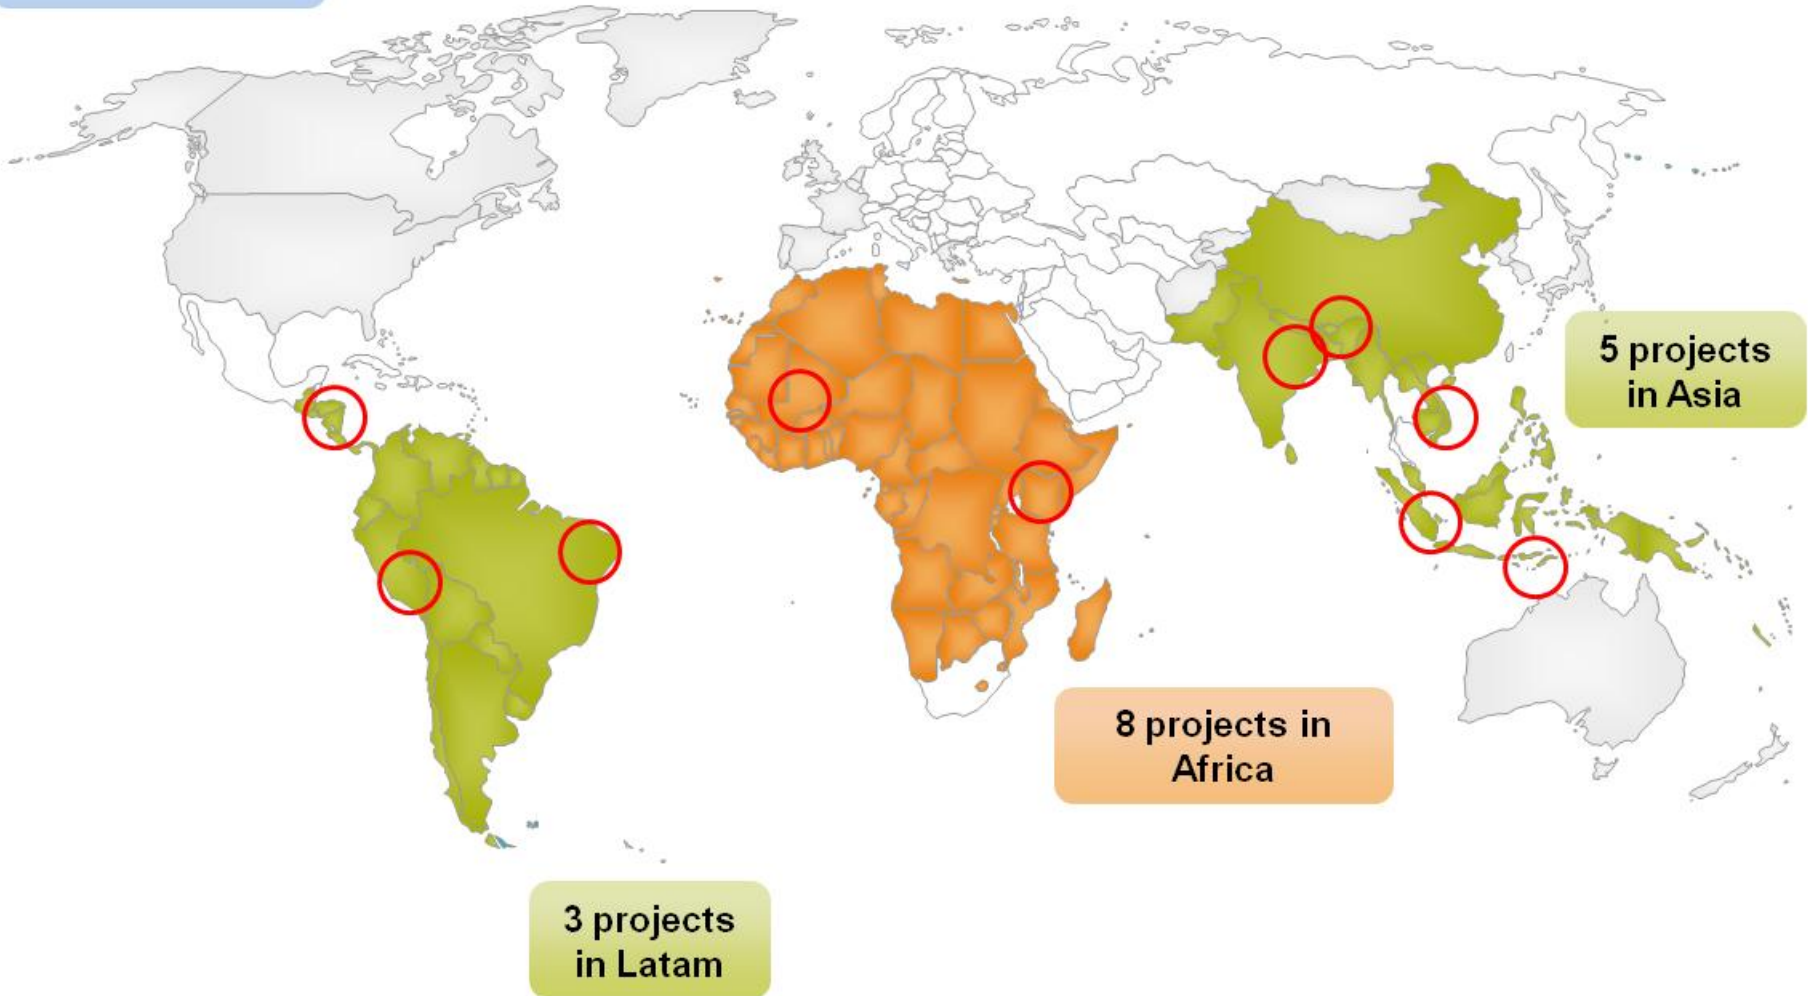 5 projects
in Asia
8 projects in
Africa
3 projects
in Latam